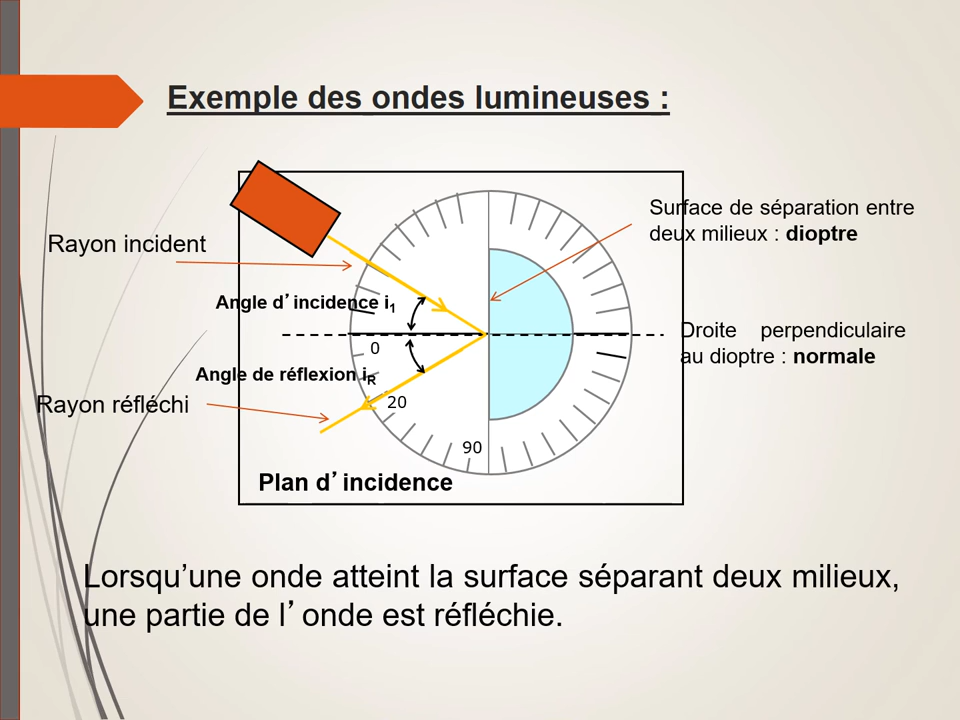 Exemple des ondes lumineuses :
Surface de séparation entre
deux milieux : dioptre
Rayon incident
Angle d’incidence i1
Droite perpendiculaire
au dioptre : normale
0
Angle de réflexion iR
Rayon réfléchi
20
90
Plan d’incidence
Lorsqu’une onde atteint la surface séparant deux milieux,
une partie de l’onde est réfléchie.